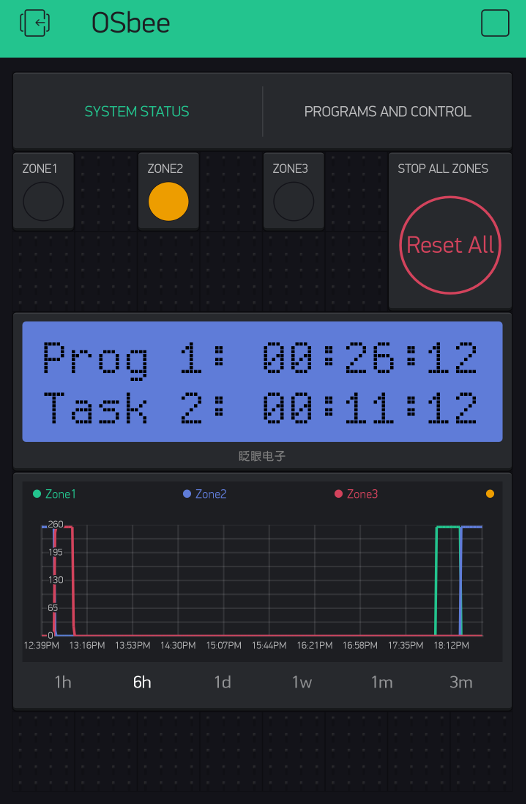 OSbee
SYSTEM STATUS
PROGRAMS AND CONTROL
ZONE1
ZONE2
ZONE3
STOP ALL ZONES
Reset All
Prog 1: 00:26:12
Task 2: 00:11:12
眨眼电子
Zone1 Zone2 Zone3
260
195
130
65
0
12:39PM 13:16PM 13:53PM 14:30PM 15:07PM 15:44PM 16:21PM 16:58PM 17:35PM 18:12PM
1h 6h 1d 1w 1m 3m